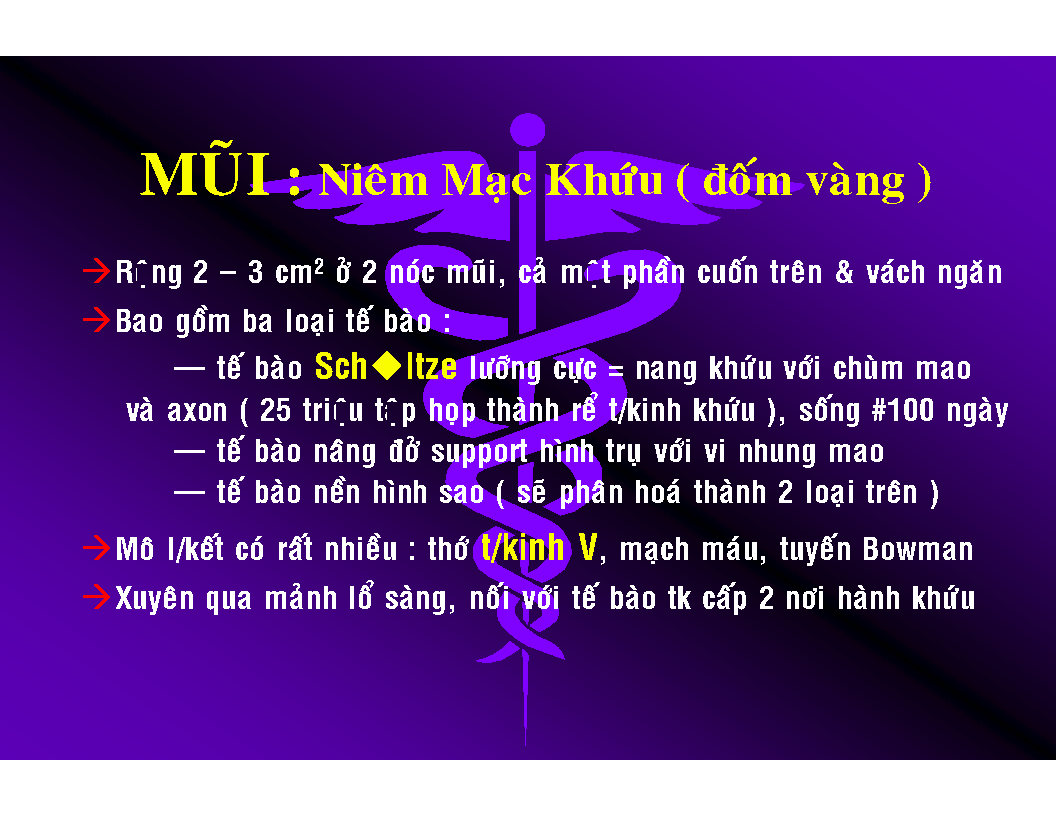 MŨI : Niêm Mạc Khứu ( đốm vàng )
→Rộng 2 – 3 cm² ở 2 nóc mũi, cả một phần cuốn trên & vách ngăn
→Bao gồm ba loại tế bào :
— tế bào Sch◆ltze lưỡng cực = nang khứu với chùm mao
và axon ( 25 triệu tập họp thành rể t/kinh khứu ), sống #100 ngày
— tế bào nâng đở support hình trụ với vi nhung mao
— tế bào nền hình sao ( sẽ phân hoá thành 2 loại trên )
→Mô l/kết có rất nhiều : thớ t/kinh V, mạch máu, tuyến Bowman
→Xuyên qua mảnh lổ sàng, nối với tế bào tk cấp 2 nơi hành khứu